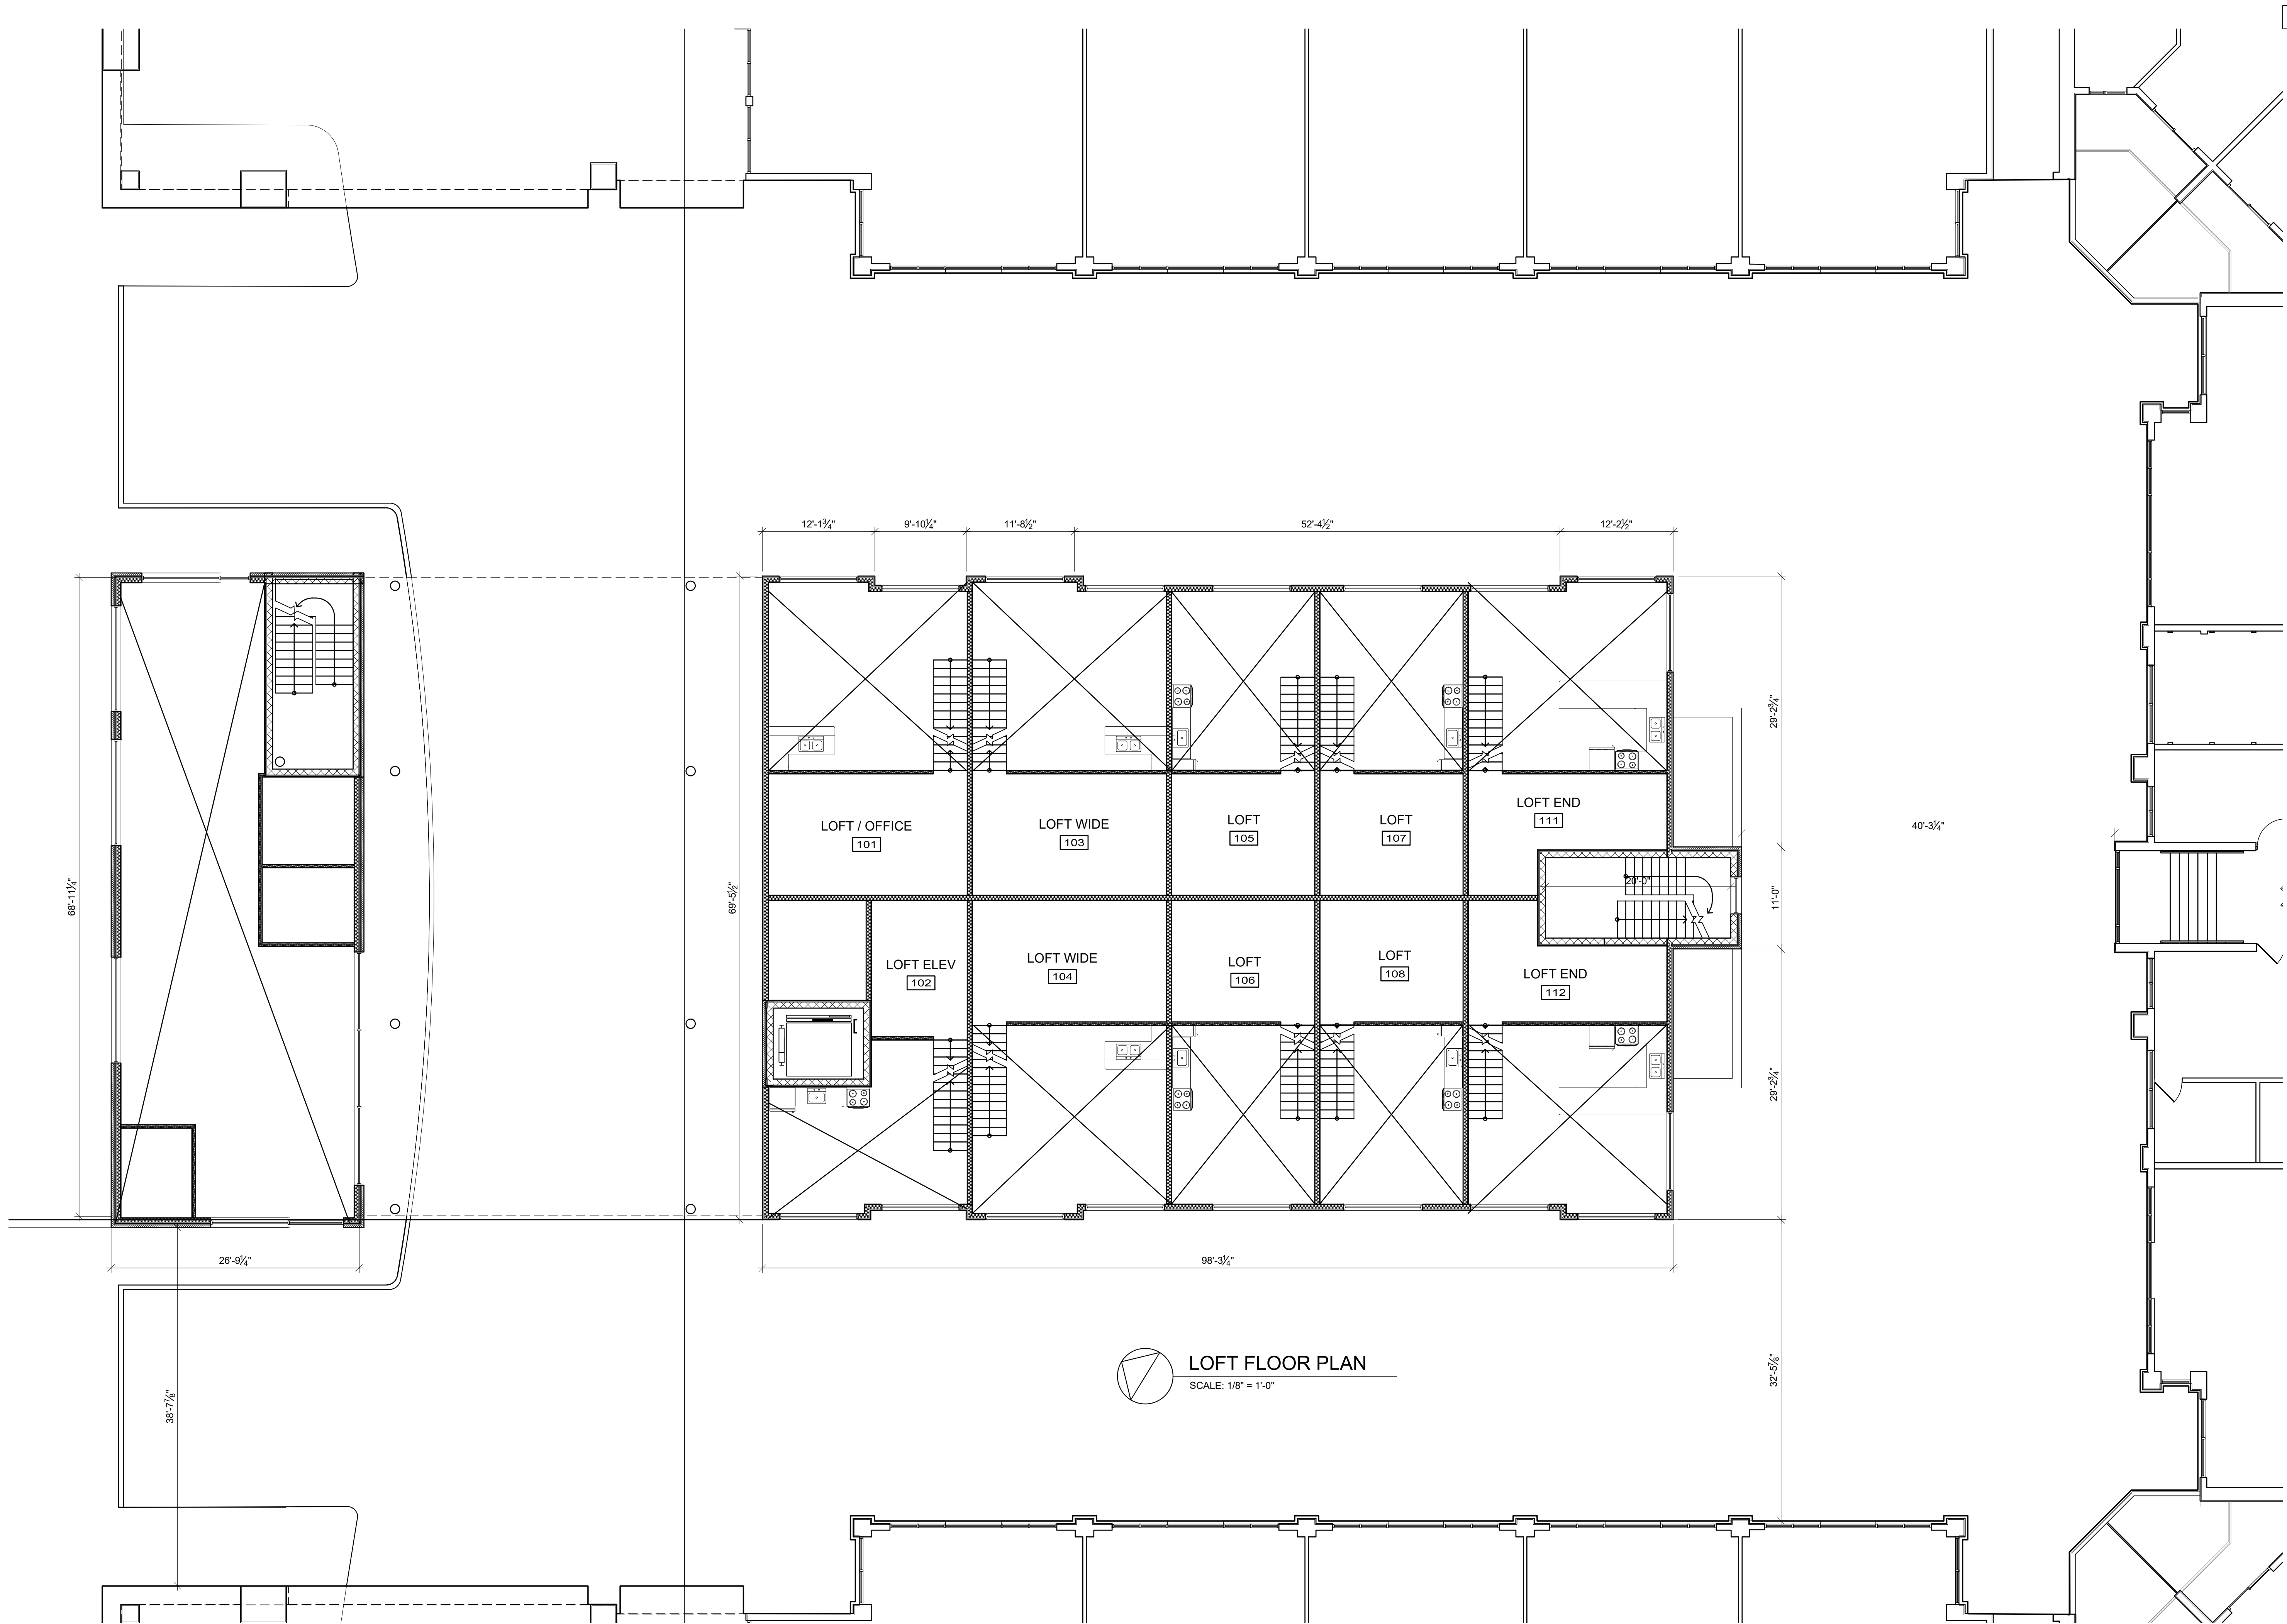 12'-1¾" 9'-10¼" 11'-8½" 52'-4½" 12'-2½"
29'-2¾"
LOFT END
111
LOFT / OFFICE
101
LOFT WIDE
103
LOFT
105
LOFT
107
40'-3¼"
20'-0"
11'-0"
68'-11¼"
69'-5½"
LOFT ELEV
102
LOFT WIDE
104
LOFT
106
LOFT
108
LOFT END
112
29'-2¾"
26'-9¼"
98'-3¼"
LOFT FLOOR PLAN
SCALE: 1/8" = 1'-0"
32'-5⅞"
38'-7⅞"